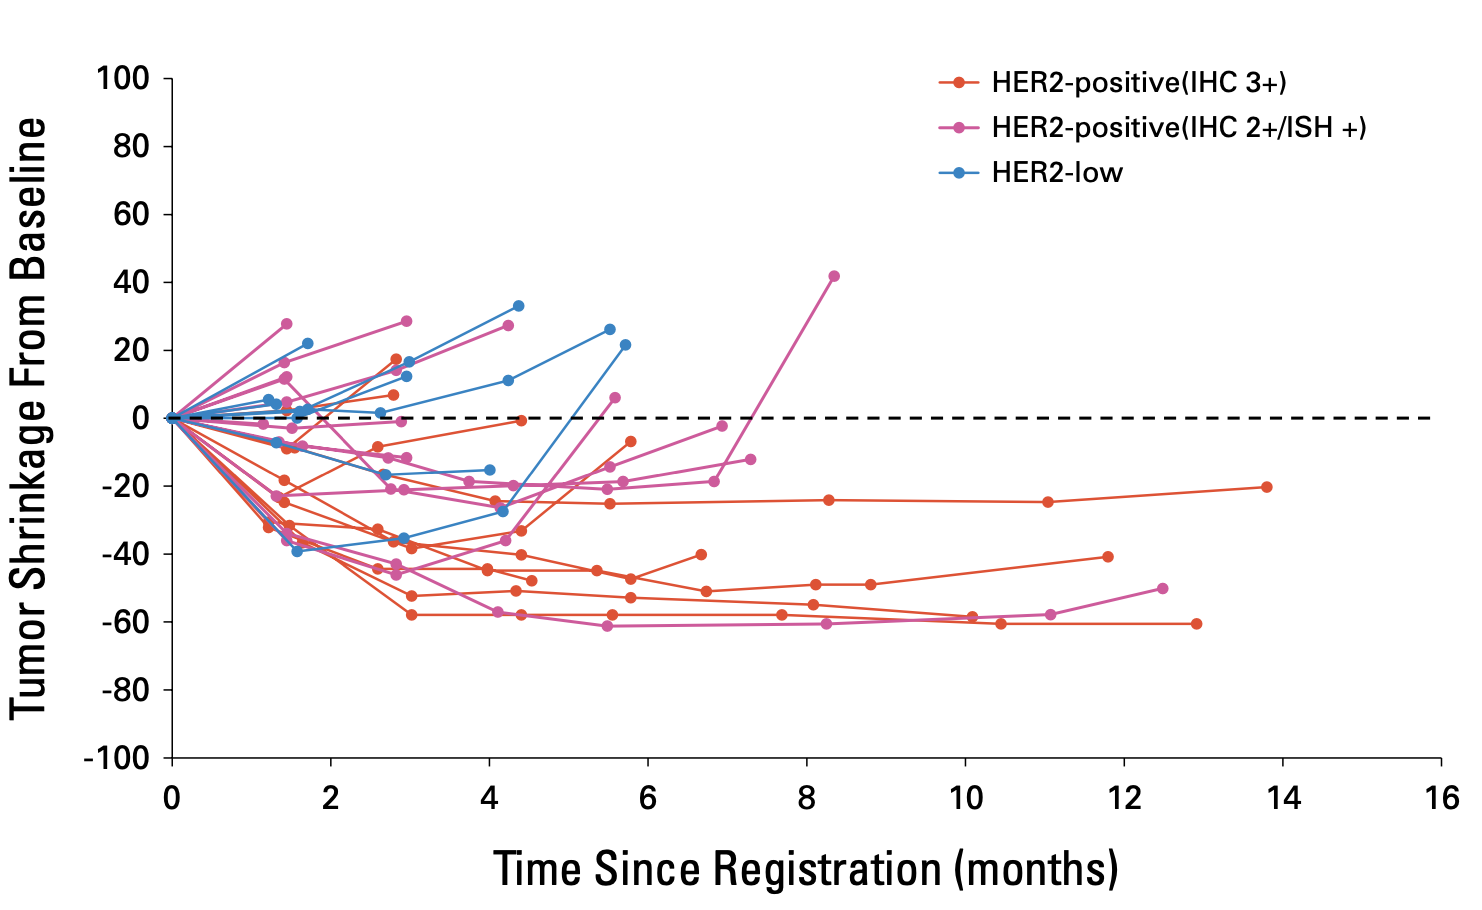 HER2-positive(IHC 3+)
HER2-positive(IHC 2+/ISH +)
HER2-low
Tumor Shrinkage From Baseline
100
80
60
40
20
0
-20
-40
-60
-80
-100
0 2 4 6 8 10 12 14 16
Time Since Registration (months)